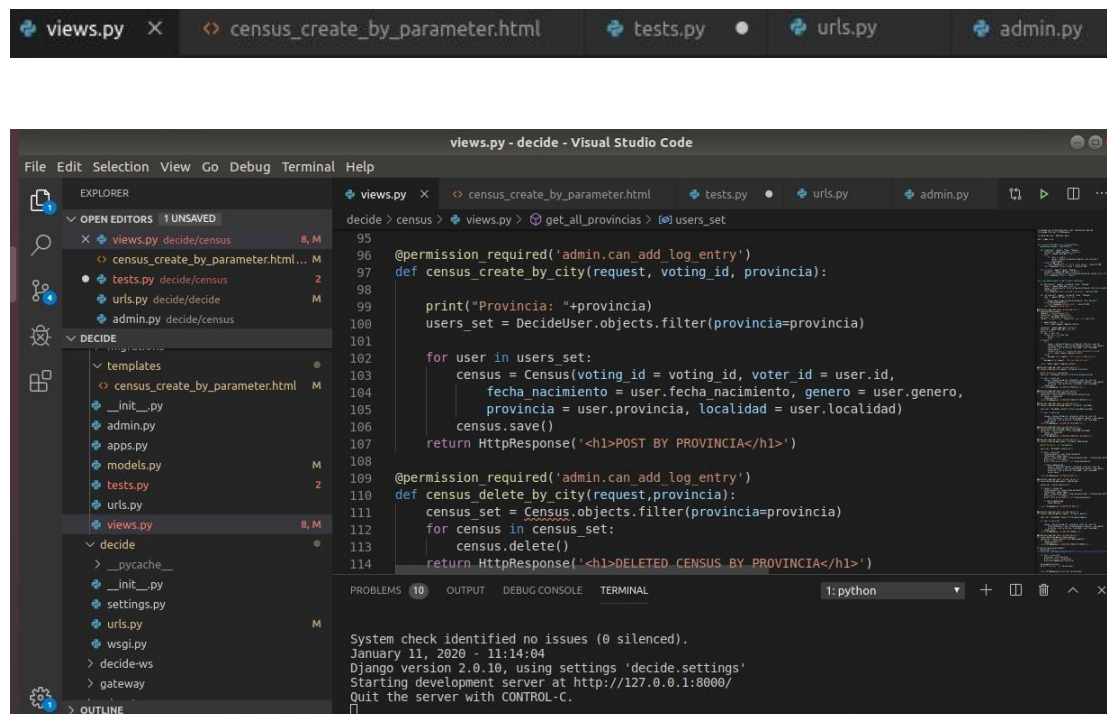 views.py census_create_by_parameter.html tests.py urls.py admin.py
views.py - decide - Visual Studio Code
File Edit Selection View Go Debug Terminal Help
EXPLORER
OPEN EDITORS 1 UNSAVED
views.py decide/census 8, M
census_create_by_parameter.html... M
tests.py decide/census 2
urls.py decide/decide M
admin.py decide/census
DECIDE
templates
census_create_by_parameter.html M
__init__.py
admin.py
apps.py
models.py M
tests.py 2
urls.py
views.py 8, M
decide
__pycache__
__init__.py
settings.py
urls.py M
wsgi.py
decide-ws
gateway
OUTLINE
1
4
1
views.py census_create_by_parameter.html tests.py urls.py admin.py
decide > census > views.py > get_all_provincias > users_set
95
96 @permission_required('admin.can_add_log_entry')
97 def census_create_by_city(request, voting_id, provincia):
98
99 print("Provincia: "+provincia)
100 users_set = DecideUser.objects.filter(provincia=provincia)
101
102 for user in users_set:
103 census = Census(voting_id = voting_id, voter_id = user.id,
104 fecha_nacimiento = user.fecha_nacimiento, genero = user.genero,
105 provincia = user.provincia, localidad = user.localidad)
106 census.save()
107 return HttpResponse('<h1>POST BY PROVINCIA</h1>')
108
109 @permission_required('admin.can_add_log_entry')
110 def census_delete_by_city(request,provincia):
111 census_set = Census.objects.filter(provincia=provincia)
112 for census in census_set:
113 census.delete()
114 return HttpResponse('<h1>DELETED CENSUS BY PROVINCIA</h1>')
PROBLEMS 10 OUTPUT DEBUG CONSOLE TERMINAL 1: python
System check identified no issues (0 silenced).
January 11, 2020 - 11:14:04
Django version 2.0.10, using settings 'decide.settings'
Starting development server at http://127.0.0.1:8000/
Quit the server with CONTROL-C.